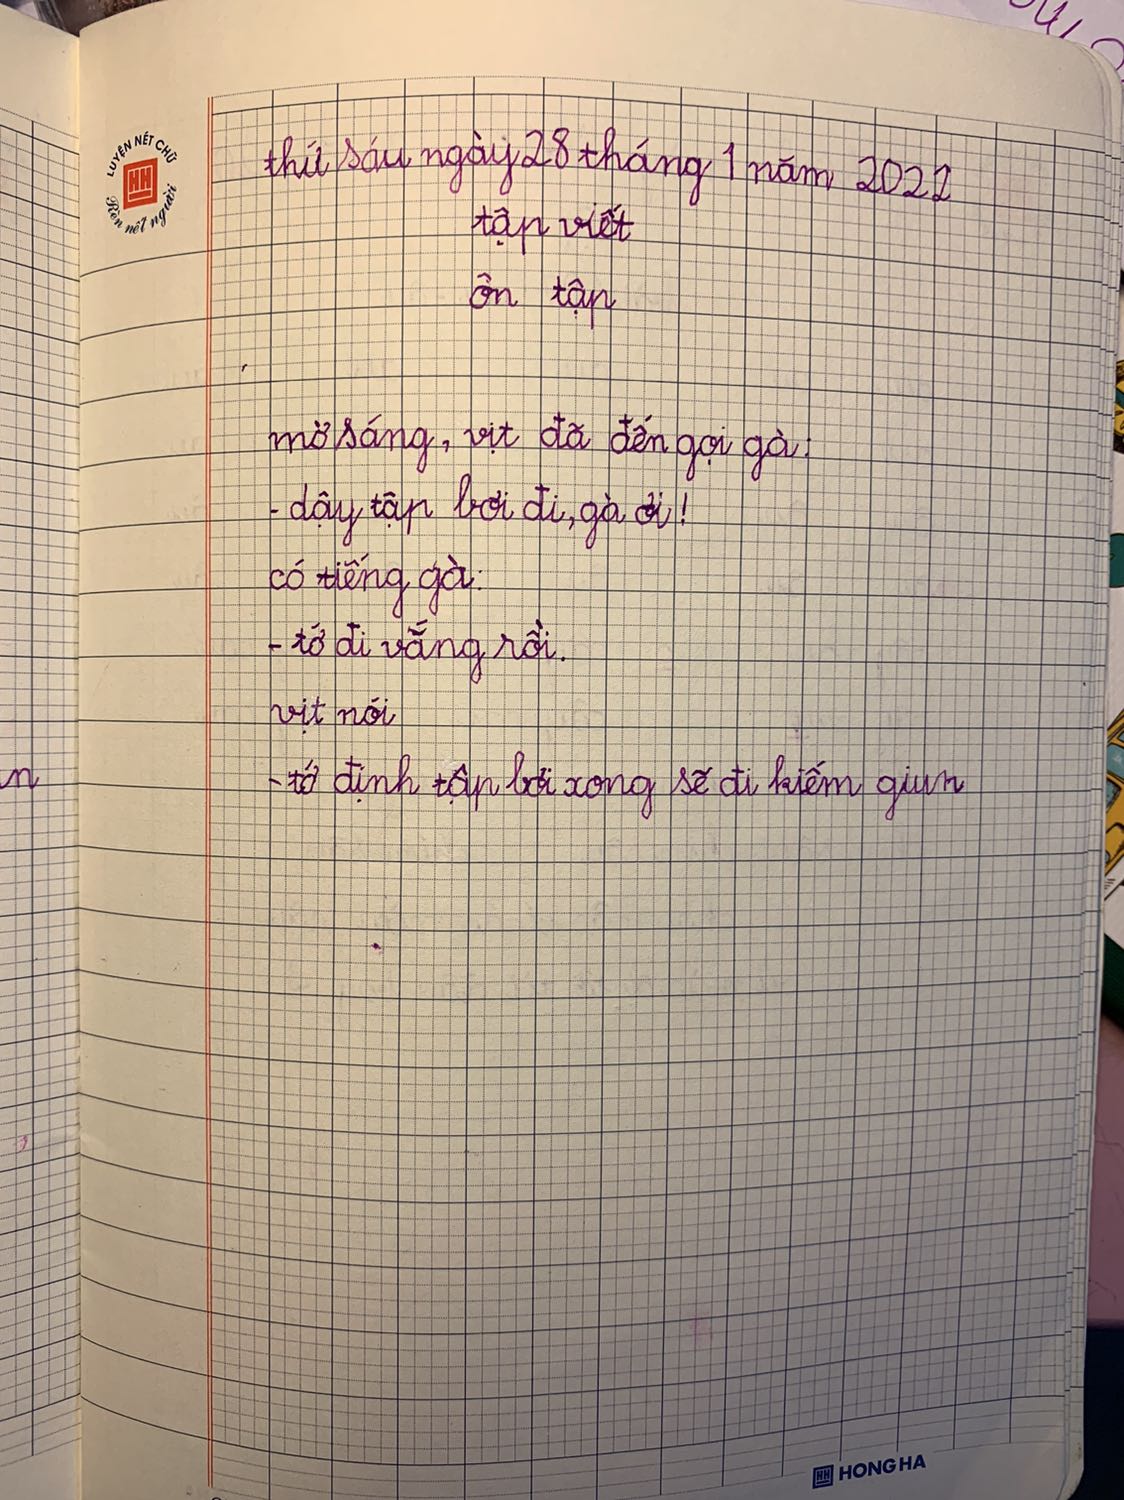 LUYỆN NÉT CHỮ
HH
Rèn nết người
thứ sáu ngày 28 tháng 1 năm 2022
tập viết
ôn tập
mờ sáng, vịt đã đến gọi gà:
- dậy tập bơi đi, gà ơi!
có tiếng gà:
- tớ đi vắng rồi.
vịt nói
- tớ định tập bơi xong sẽ đi kiếm giun
n
HH HONG HA